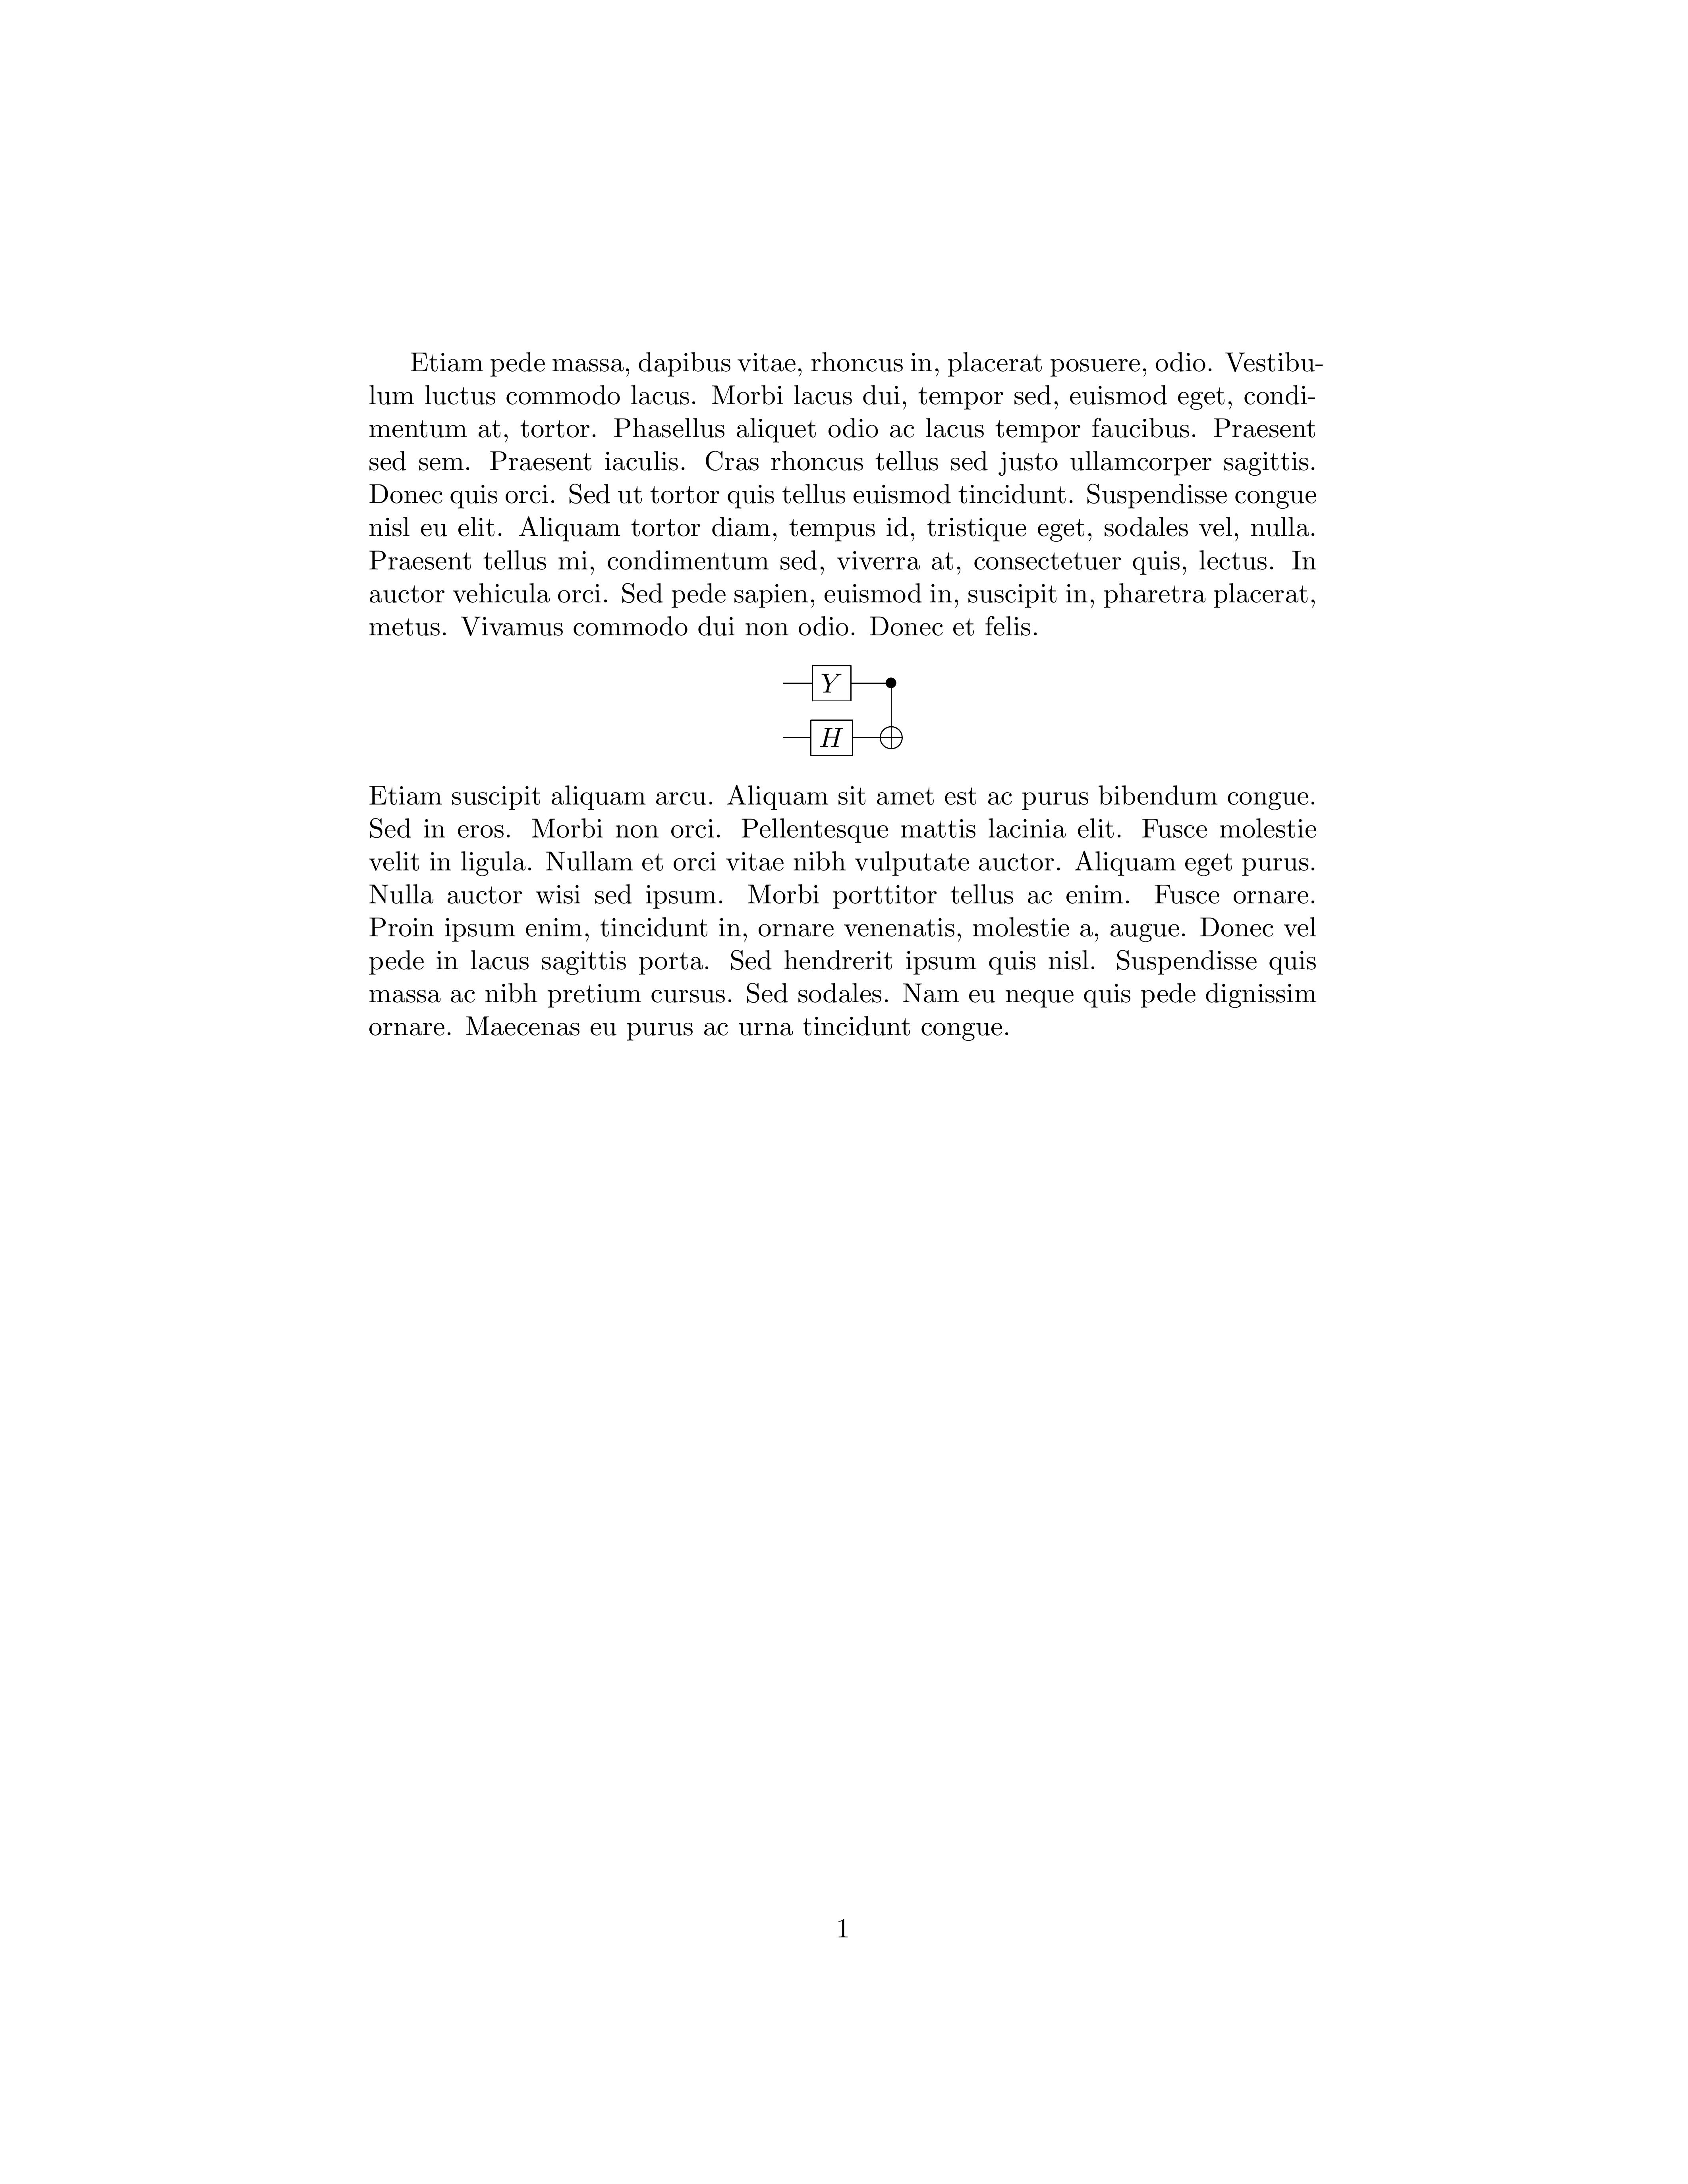 Etiam pede massa, dapibus vitae, rhoncus in, placerat posuere, odio. Vestibu-
lum luctus commodo lacus. Morbi lacus dui, tempor sed, euismod eget, condi-
mentum at, tortor. Phasellus aliquet odio ac lacus tempor faucibus. Praesent
sed sem. Praesent iaculis. Cras rhoncus tellus sed justo ullamcorper sagittis.
Donec quis orci. Sed ut tortor quis tellus euismod tincidunt. Suspendisse congue
nisl eu elit. Aliquam tortor diam, tempus id, tristique eget, sodales vel, nulla.
Praesent tellus mi, condimentum sed, viverra at, consectetuer quis, lectus. In
auctor vehicula orci. Sed pede sapien, euismod in, suscipit in, pharetra placerat,
metus. Vivamus commodo dui non odio. Donec et felis.
Y
H
Etiam suscipit aliquam arcu. Aliquam sit amet est ac purus bibendum congue.
Sed in eros. Morbi non orci. Pellentesque mattis lacinia elit. Fusce molestie
velit in ligula. Nullam et orci vitae nibh vulputate auctor. Aliquam eget purus.
Nulla auctor wisi sed ipsum. Morbi porttitor tellus ac enim. Fusce ornare.
Proin ipsum enim, tincidunt in, ornare venenatis, molestie a, augue. Donec vel
pede in lacus sagittis porta. Sed hendrerit ipsum quis nisl. Suspendisse quis
massa ac nibh pretium cursus. Sed sodales. Nam eu neque quis pede dignissim
ornare. Maecenas eu purus ac urna tincidunt congue.
1